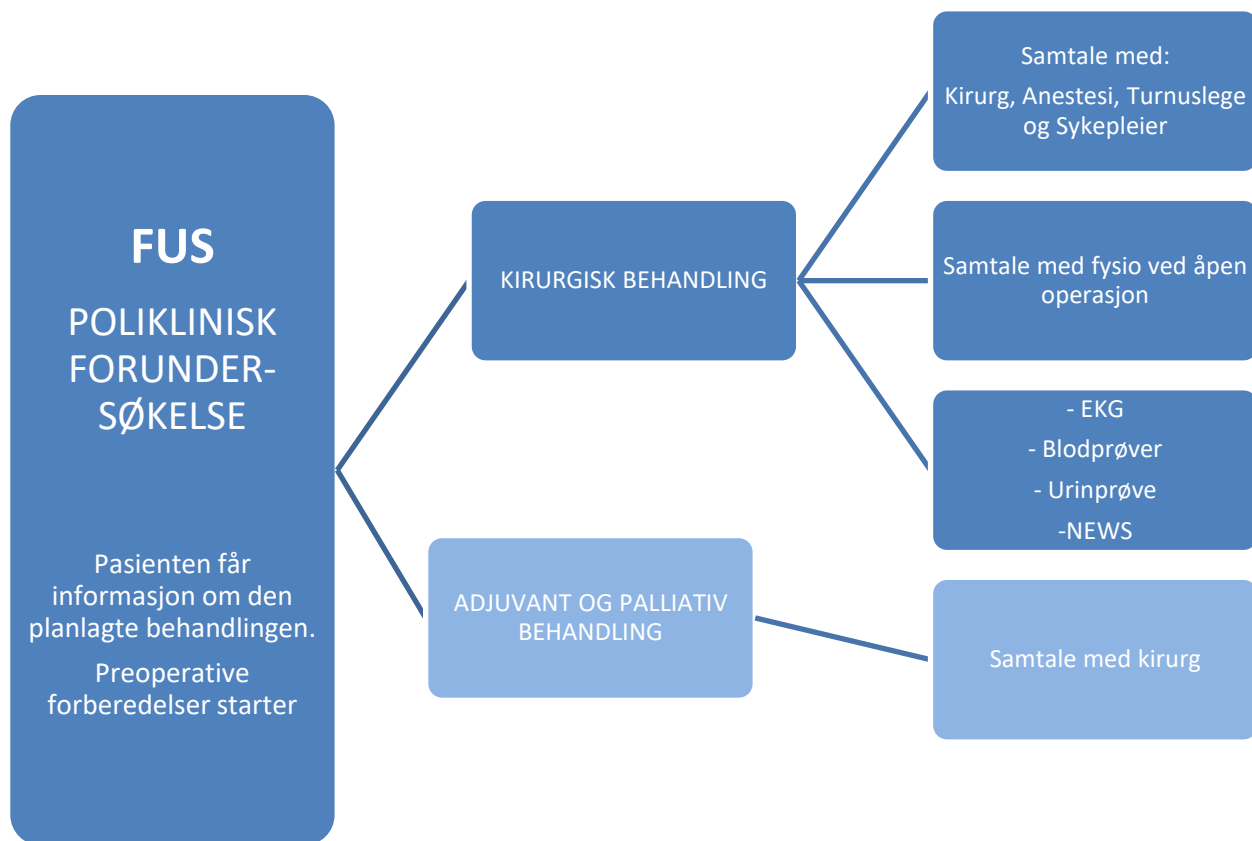 FUS
POLIKLINISK
FORUNDER-
SØKELSE
Pasienten får
informasjon om den
planlagte behandlingen.
Preoperative
forberedelser starter
KIRURGISK BEHANDLING
ADJUVANT OG PALLIATIV
BEHANDLING
Samtale med:
Kirurg, Anestesi, Turnuslege
og Sykepleier
Samtale med fysio ved åpen
operasjon
- EKG
- Blodprøver
- Urinprøve
-NEWS
Samtale med kirurg